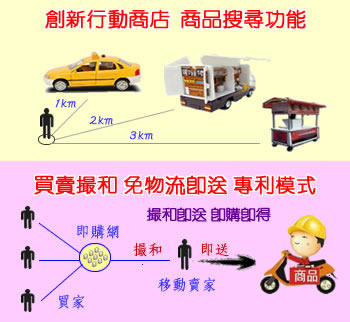 創新行動商店 商品搜尋功能
1km
2km
3km
買賣撮和 免物流即送 專利模式
撮和即送 即購即得
即購網
撮和
即送
移動賣家
買家
商品